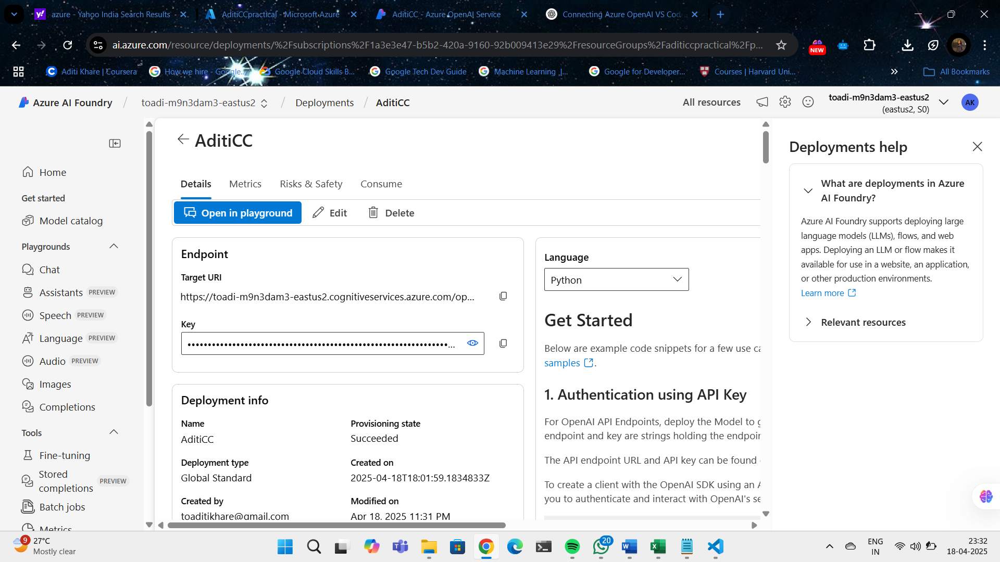 azure - Yahoo India Search Results
AditiCCpractical - Microsoft Azure
AditiCC - Azure OpenAI Service
Connecting Azure OpenAI VS Cod
ai.azure.com/resource/deployments/%2Fsubscriptions%2F1a3e3e47-b5b2-420a-9160-92b009413e29%2FresourceGroups%2Faditiccpractical%2Fp...
NEW
Aditi Khare | Coursera
How we hire - Google...
Google Cloud Skills B...
Google Tech Dev Guide
Machine Learning |...
Google for Developer...
Courses | Harvard Uni...
All Bookmarks
Azure AI Foundry / toadi-m9n3dam3-eastus2 / Deployments / AditiCC
All resources
toadi-m9n3dam3-eastus2
(eastus2, S0)
AK
Home
Get started
Model catalog
Playgrounds
Chat
Assistants PREVIEW
Speech PREVIEW
Language PREVIEW
Audio PREVIEW
Images
Completions
Tools
Fine-tuning
Stored
completions PREVIEW
Batch jobs
Metrics
AditiCC
Details Metrics Risks & Safety Consume
Open in playground Edit Delete
Endpoint
Target URI
https://toadi-m9n3dam3-eastus2.cognitiveservices.azure.com/op...
Key
••••••••••••••••••••••••••••••••••••••••••••••••••••••••••••••••...
Deployment info
Name
AditiCC
Provisioning state
Succeeded
Deployment type
Global Standard
Created on
2025-04-18T18:01:59.1834833Z
Created by
toaditikhare@gmail.com
Modified on
Apr 18, 2025 11:31 PM
Language
Python
Get Started
Below are example code snippets for a few use ca
samples .
1. Authentication using API Key
For OpenAI API Endpoints, deploy the Model to g
endpoint and key are strings holding the endpoin
The API endpoint URL and API key can be found
To create a client with the OpenAI SDK using an A
you to authenticate and interact with OpenAI's se
Deployments help
What are deployments in Azure
AI Foundry?
Azure AI Foundry supports deploying large
language models (LLMs), flows, and web
apps. Deploying an LLM or flow makes it
available for use in a website, an application,
or other production environments.
Learn more
Relevant resources
9
27°C
Mostly clear
20
ENG
IN
23:32
18-04-2025